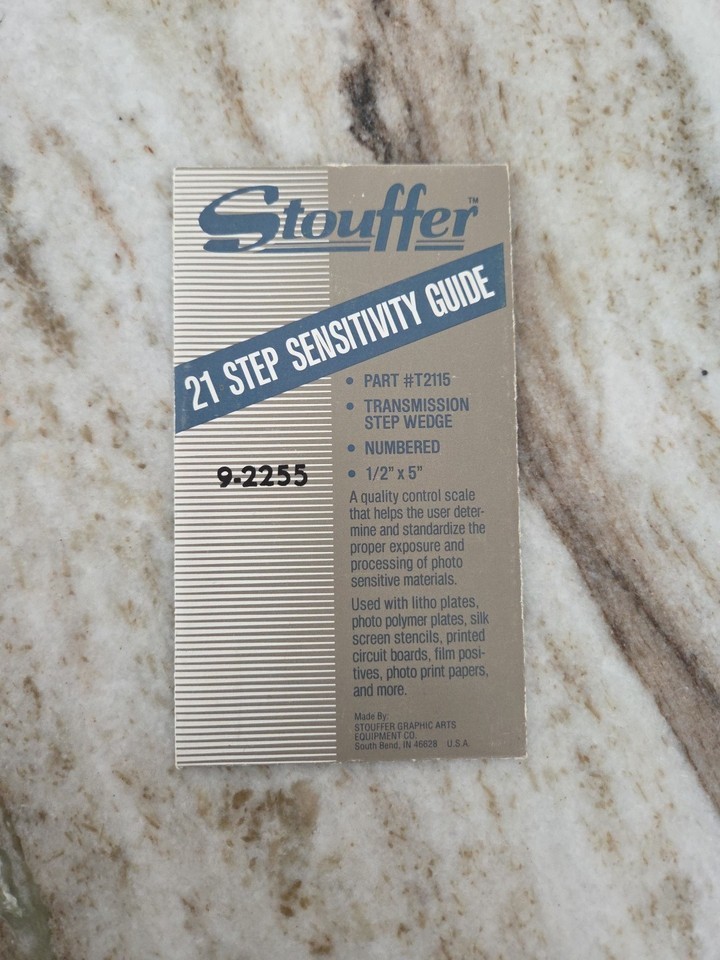 Stouffer™
21 STEP SENSITIVITY GUIDE
• PART #T2115
• TRANSMISSION
STEP WEDGE
• NUMBERED
• 1/2" x 5"
9-2255
A quality control scale
that helps the user deter-
mine and standardize the
proper exposure and
processing of photo
sensitive materials.
Used with litho plates,
photo polymer plates, silk
screen stencils, printed
circuit boards, film posi-
tives, photo print papers,
and more.
Made By:
STOUFFER GRAPHIC ARTS
EQUIPMENT CO.
South Bend, IN 46628 U.S.A.